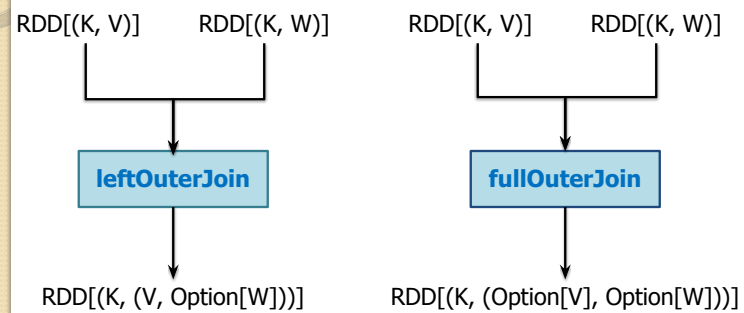 RDD[(K, V)] RDD[(K, W)]
leftOuterJoin
RDD[(K, (V, Option[W]))]
RDD[(K, V)] RDD[(K, W)]
fullOuterJoin
RDD[(K, (Option[V], Option[W]))]